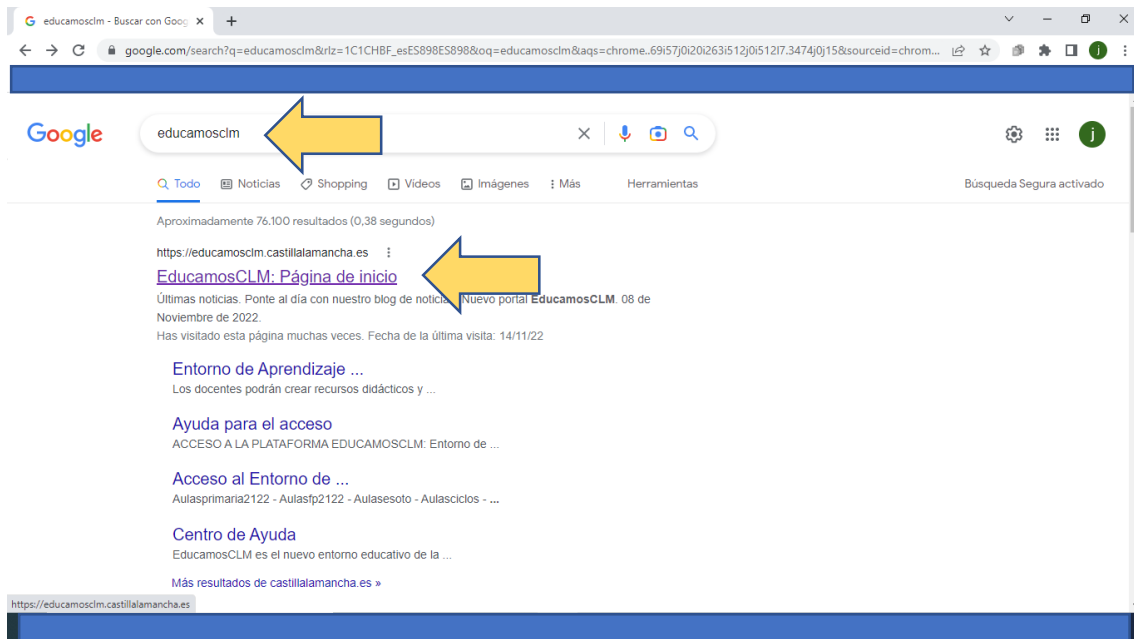 educamosclm - Buscar con Goog
google.com/search?q=educamosclm&rlz=1C1CHBF_esES898ES898&oq=educamosclm&aqs=chrome..69i57j0i20i263i512j0i512l7.3474j0j15&sourceid=chrom...
j
Google
educamosclm
j
Todo Noticias Shopping Vídeos Imágenes Más Herramientas Búsqueda Segura activado
Aproximadamente 76.100 resultados (0,38 segundos)
https://educamosclm.castillalamancha.es
EducamosCLM: Página de inicio
Últimas noticias. Ponte al día con nuestro blog de noticia Nuevo portal EducamosCLM. 08 de
Noviembre de 2022.
Has visitado esta página muchas veces. Fecha de la última visita: 14/11/22
Entorno de Aprendizaje ...
Los docentes podrán crear recursos didácticos y ...
Ayuda para el acceso
ACCESO A LA PLATAFORMA EDUCAMOSCLM: Entorno de ...
Acceso al Entorno de ...
Aulasprimaria2122 - Aulasfp2122 - Aulasesoto - Aulasciclos - ...
Centro de Ayuda
EducamosCLM es el nuevo entorno educativo de la ...
Más resultados de castillalamancha.es »
https://educamosclm.castillalamancha.es